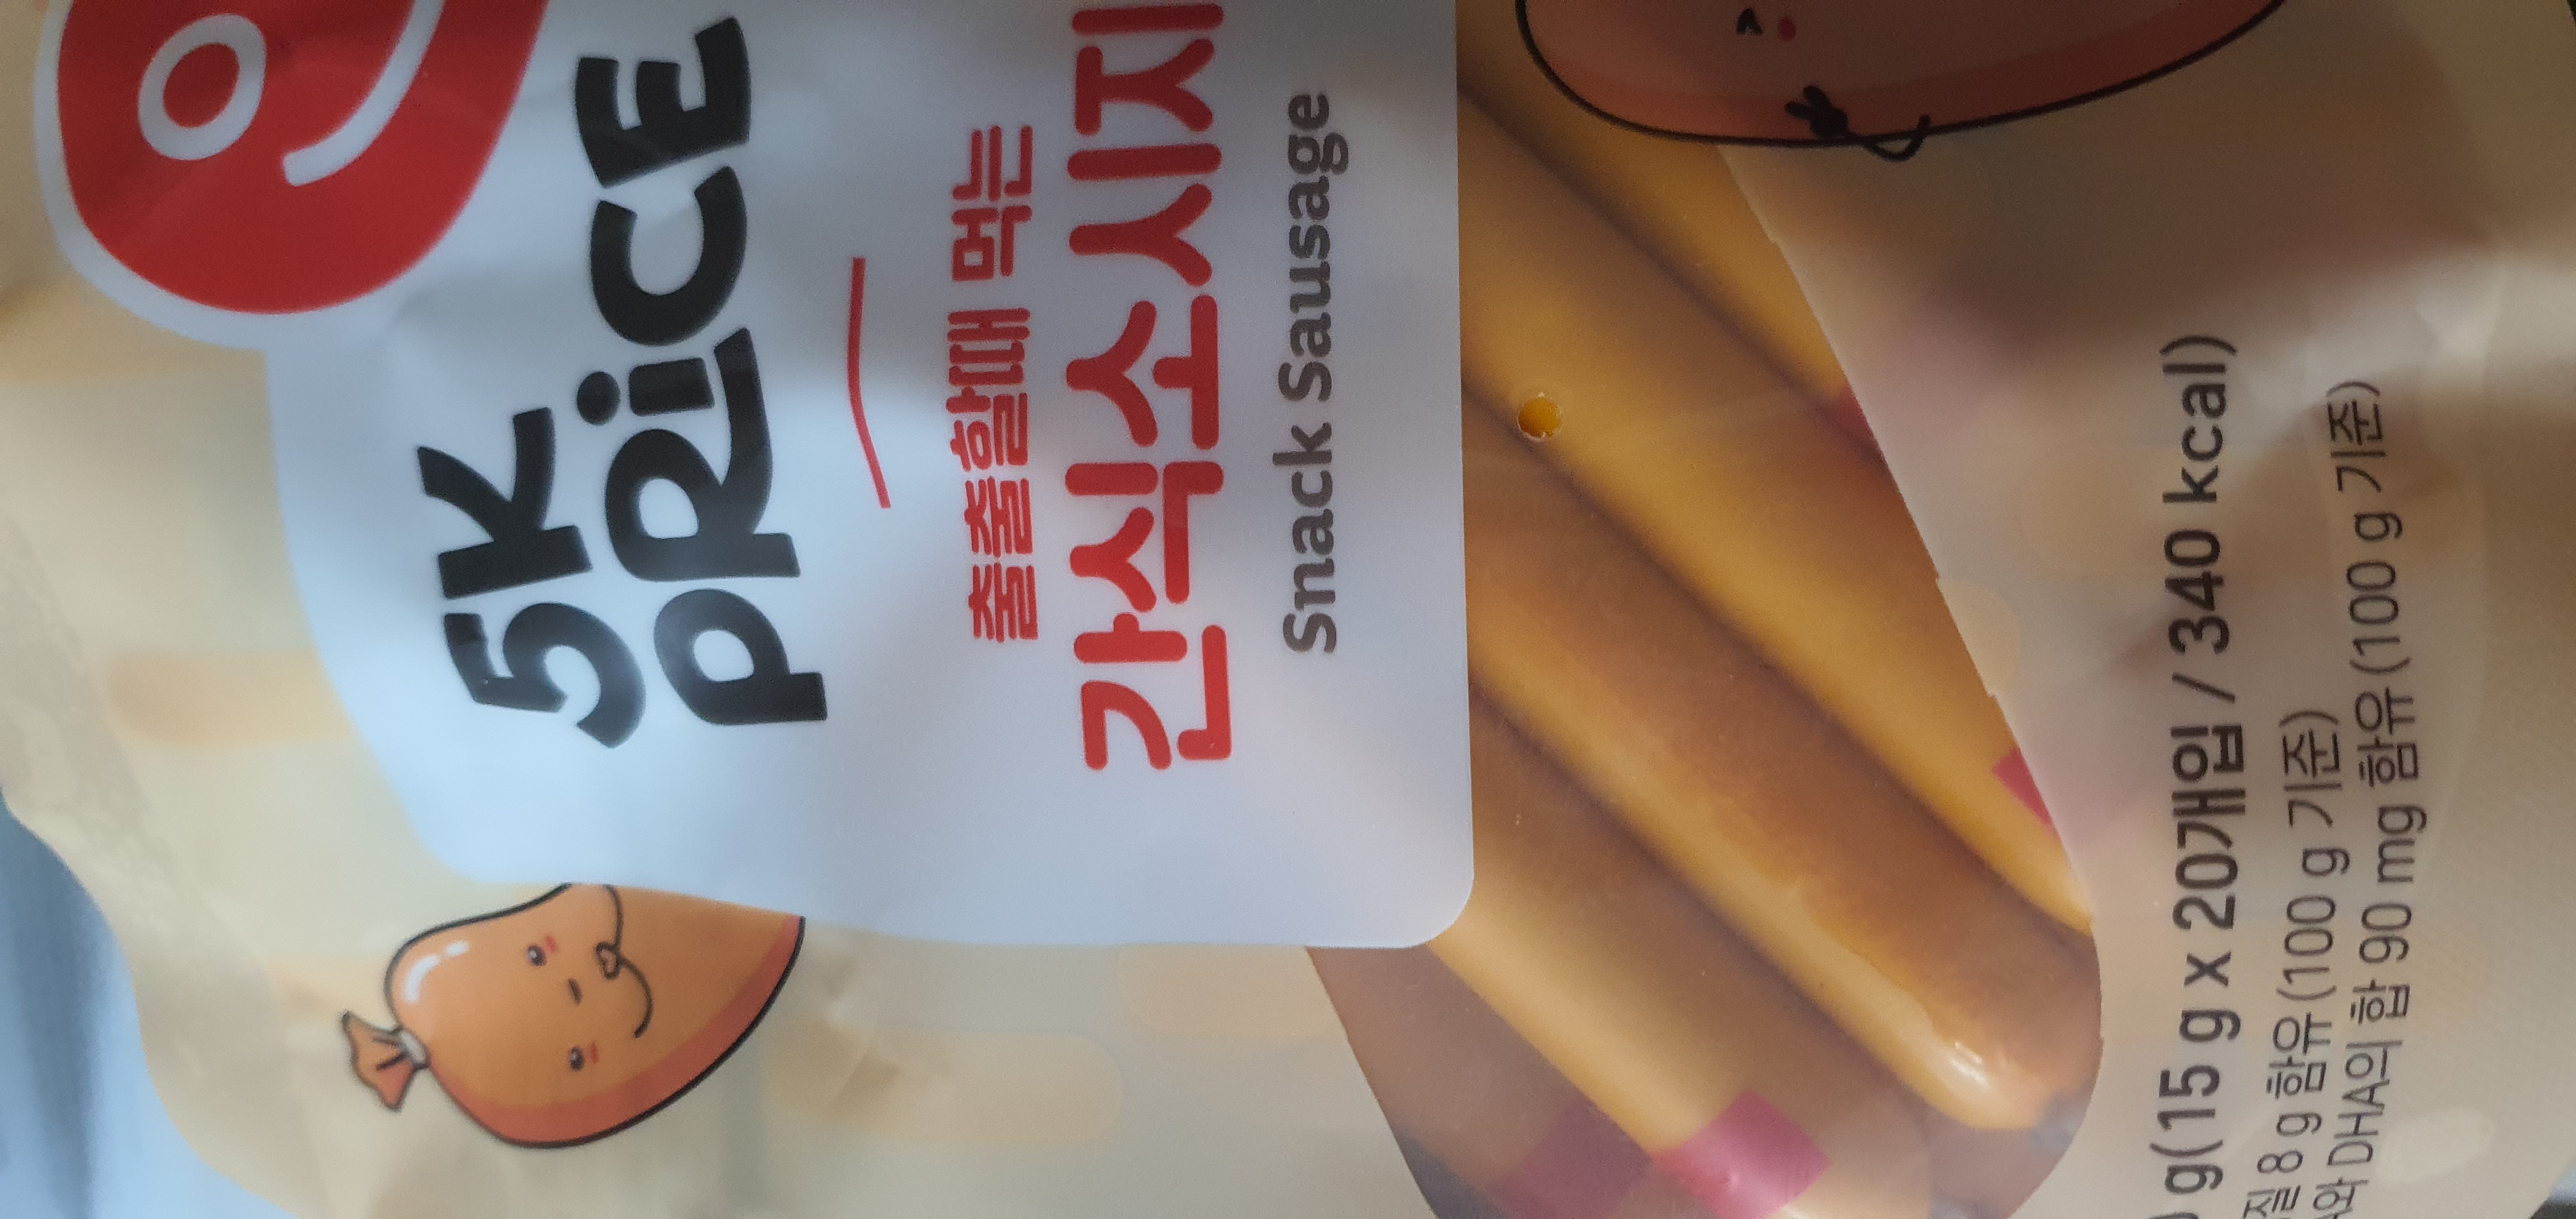 5K
PRiCE
출출할때 먹는
간식소시지
Snack Sausage
g(15 g x 20개입 / 340 kcal)
질 8 g 함유 (100 g 기준)
와 DHA의 합 90 mg 함유 (100 g 기준)